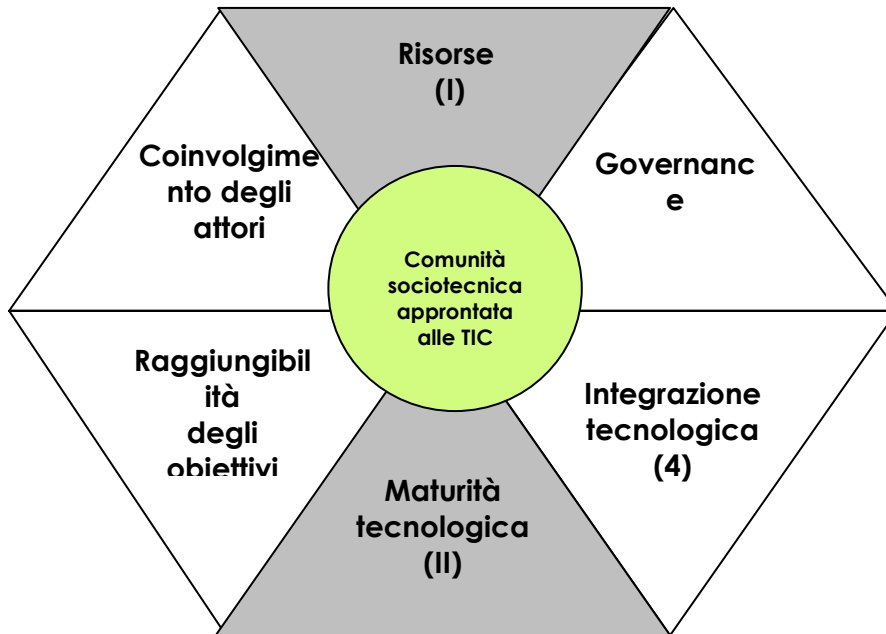 Risorse
(I)
Coinvolgime
nto degli
attori
Governanc
e
Comunità
sociotecnica
approntata
alle TIC
Raggiungibil
ità
degli
obiettivi
Integrazione
tecnologica
(4)
Maturità
tecnologica
(II)